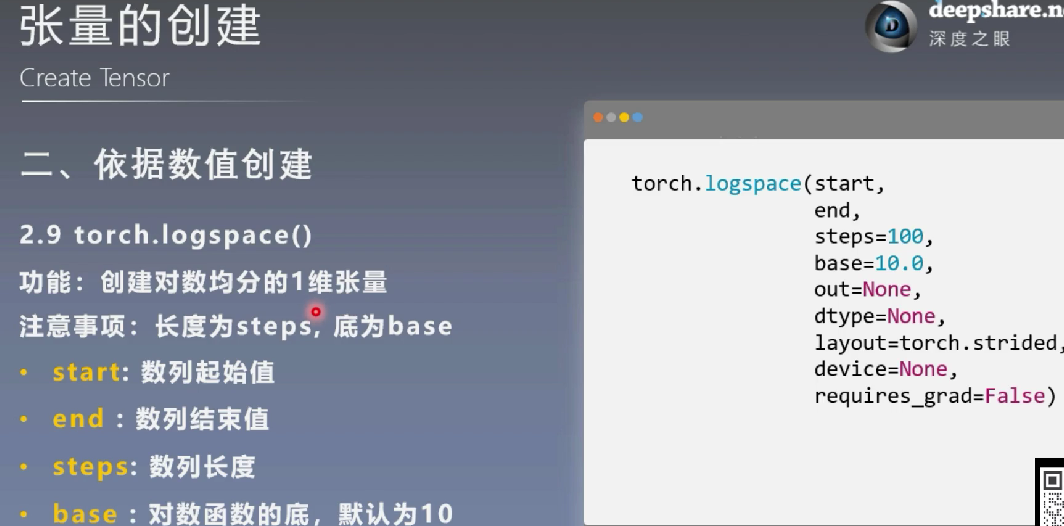 张量的创建
Create Tensor
deepshare.n
深度之眼
二、依据数值创建
2.9 torch.logspace()
功能：创建对数均分的1维张量
注意事项：长度为steps, 底为base
• start: 数列起始值
• end : 数列结束值
• steps: 数列长度
• base : 对数函数的底，默认为10
torch.logspace(start,
end,
steps=100,
base=10.0,
out=None,
dtype=None,
layout=torch.strided,
device=None,
requires_grad=False)